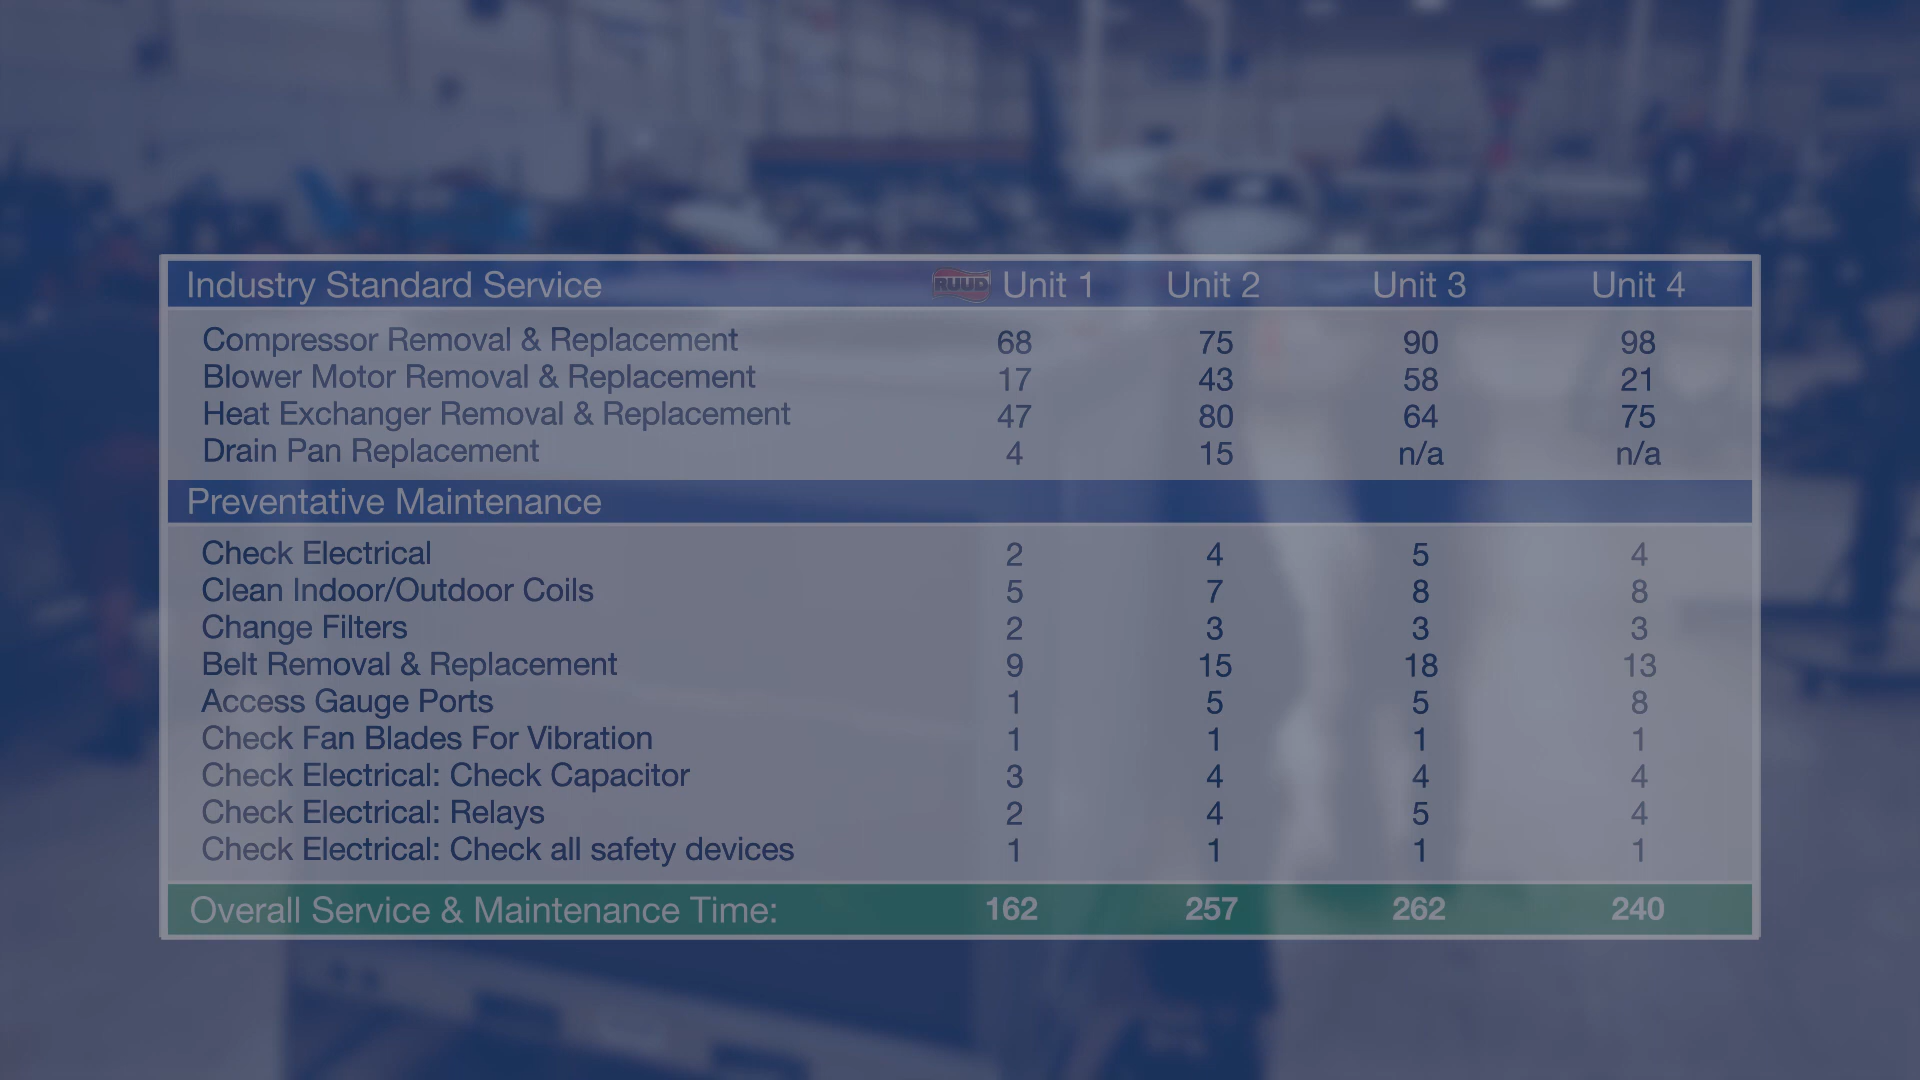 Industry Standard Service RUUD Unit 1 Unit 2 Unit 3 Unit 4
Compressor Removal & Replacement 68 75 90 98
Blower Motor Removal & Replacement 17 43 58 21
Heat Exchanger Removal & Replacement 47 80 64 75
Drain Pan Replacement 4 15 n/a n/a
Preventative Maintenance
Check Electrical 2 4 5 4
Clean Indoor/Outdoor Coils 5 7 8 8
Change Filters 2 3 3 3
Belt Removal & Replacement 9 15 18 13
Access Gauge Ports 1 5 5 8
Check Fan Blades For Vibration 1 1 1 1
Check Electrical: Check Capacitor 3 4 4 4
Check Electrical: Relays 2 4 5 4
Check Electrical: Check all safety devices 1 1 1 1
Overall Service & Maintenance Time: 162 257 262 240